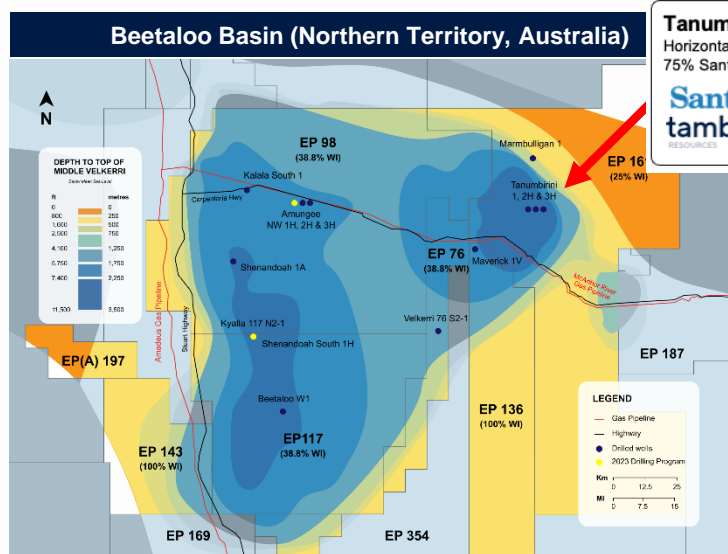 Beetaloo Basin (Northern Territory, Australia)
Tanum
Horizonta
75% Sant
Sant
tamb
RESOURCES
N
DEPTH TO TOP OF
MIDDLE VELKERRI
ft
metres
0
0
800
250
1,600
500
2,500
750
4,100
1,250
5,750
1,750
7,400
2,250
11,500
3,500
EP 98
(38.8% WI)
Marmbulligan 1
EP 161
(25% WI)
Kalala South 1
Carpentaria Hwy
Tanumbirini
1, 2H & 3H
Amungee
NW 1H, 2H & 3H
EP 76
(38.8% WI)
Maverick 1V
Shenandoah 1A
McArthur River
Gas Pipeline
Amadeus Gas Pipeline
Stuart Highway
Kyalla 117 N2-1
Shenandoah South 1H
Velkerri 76 S2-1
EP(A) 197
EP 187
Beetaloo W1
EP 136
(100% WI)
EP117
(38.8% WI)
EP 143
(100% WI)
EP 169
EP 354
LEGEND
Gas Pipeline
Highway
Drilled wells
2023 Drilling Program
Km
0 12.5 25
Mi
0 7.5 15